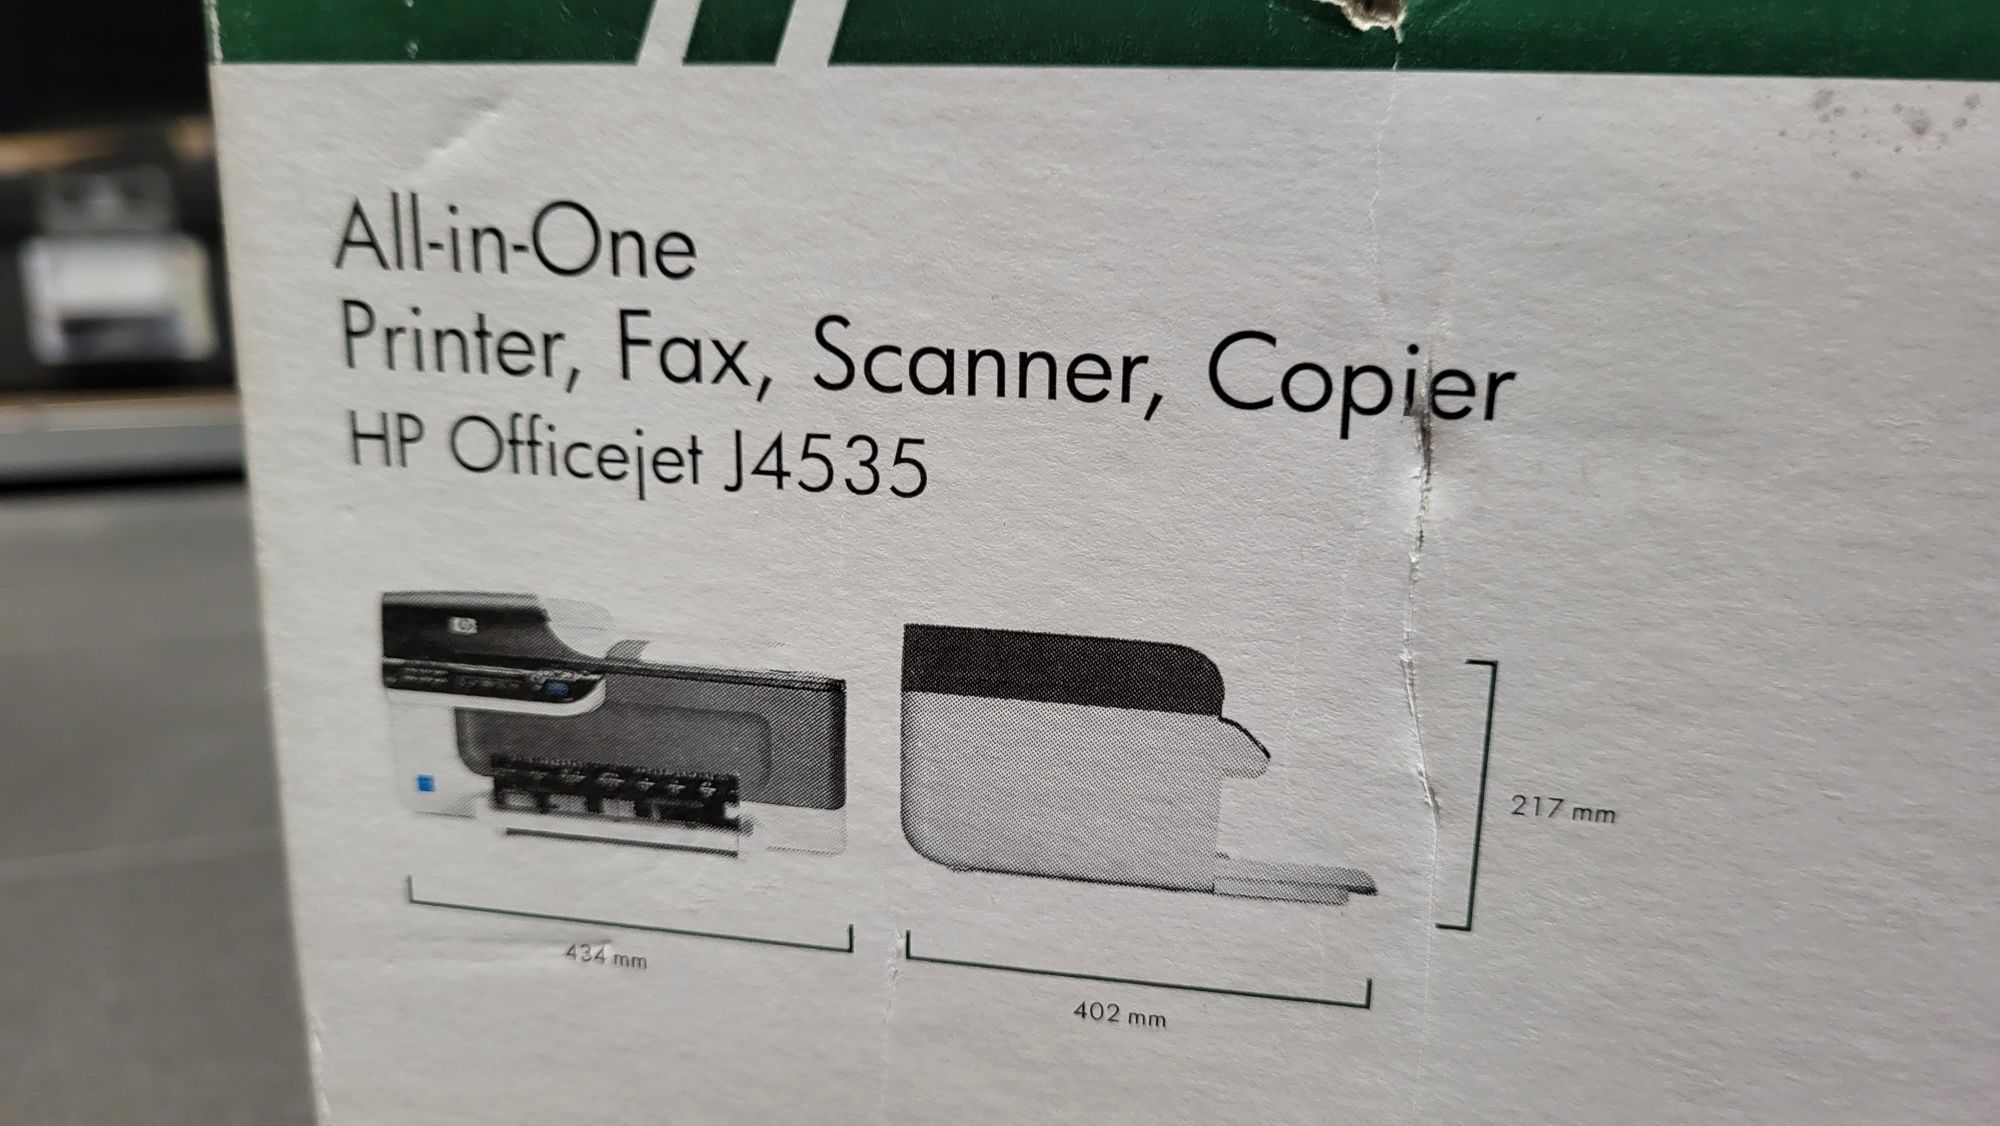 All-in-One
Printer, Fax, Scanner, Copier
HP Officejet J4535
434 mm
402 mm
217 mm